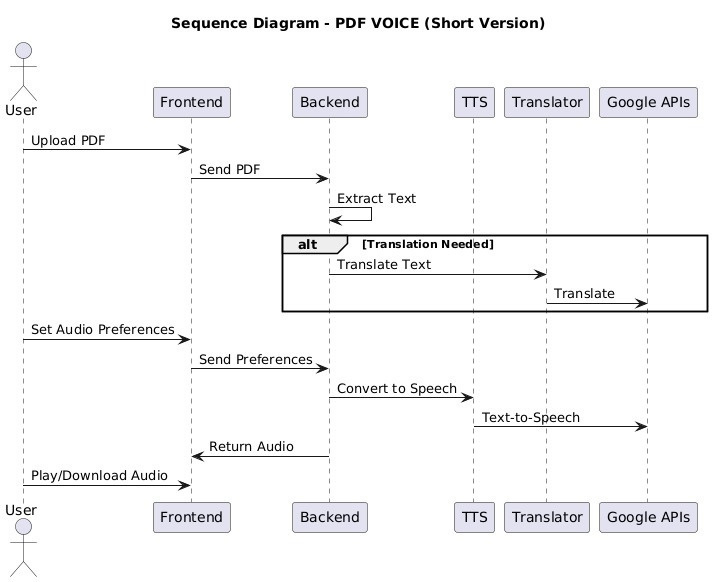 Sequence Diagram - PDF VOICE (Short Version)
User
Frontend
Backend
TTS
Translator
Google APIs
Upload PDF
Send PDF
Extract Text
alt
[Translation Needed]
Translate Text
Translate
Set Audio Preferences
Send Preferences
Convert to Speech
Text-to-Speech
Return Audio
Play/Download Audio
User
Frontend
Backend
TTS
Translator
Google APIs